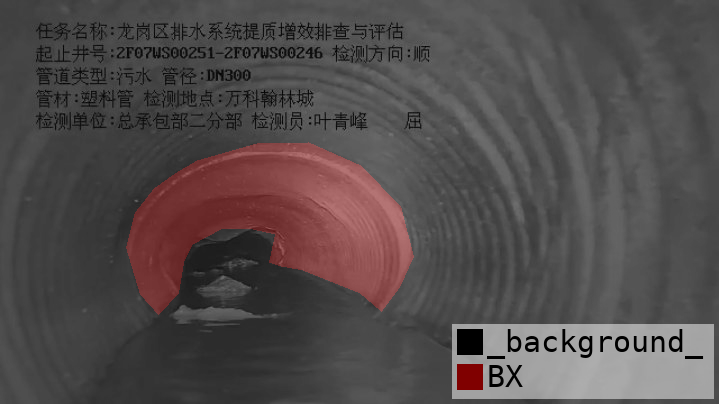 任务名称:龙岗区排水系统提质增效排查与评估
起止井号:2F07WS00251-2F07WS00246 检测方向:顺
管道类型:污水 管径:DN300
管材:塑料管 检测地点:万科翰林城
检测单位:总承包部二分部 检测员:叶青峰 屈
_background_
BX